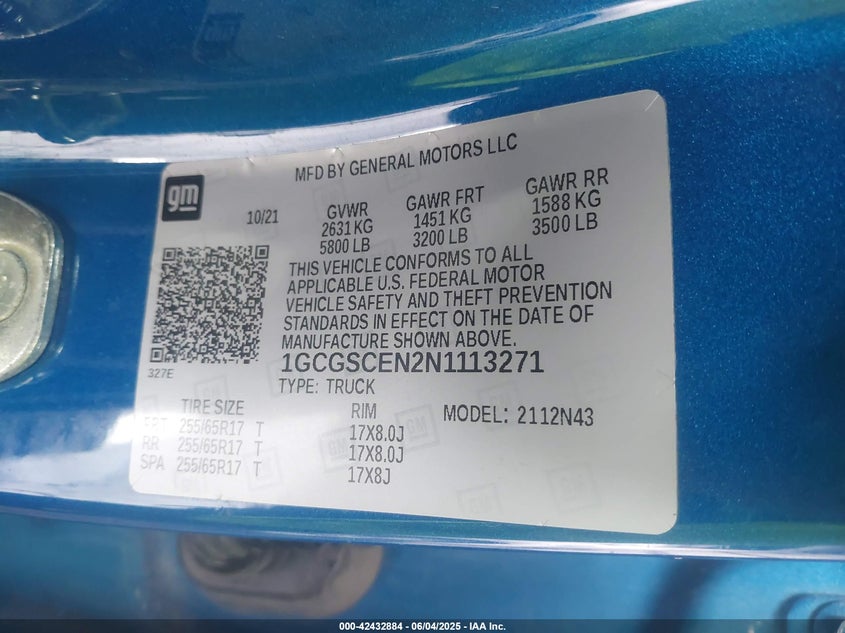 MFD BY GENERAL MOTORS LLC
gm
10/21
GVWR GAWR FRT GAWR RR
2631 KG 1451 KG 1588 KG
5800 LB 3200 LB 3500 LB
THIS VEHICLE CONFORMS TO ALL
APPLICABLE U.S. FEDERAL MOTOR
VEHICLE SAFETY AND THEFT PREVENTION
STANDARDS IN EFFECT ON THE DATE OF
MANUFACTURE SHOWN ABOVE.
327E
1GCGSCEN2N1113271
TYPE: TRUCK
TIRE SIZE RIM MODEL: 2112N43
FRT 255/65R17 T 17X8.0J
RR 255/65R17 T 17X8.0J
SPA 255/65R17 T 17X8J
000-42432884 - 06/04/2025 - IAA Inc.